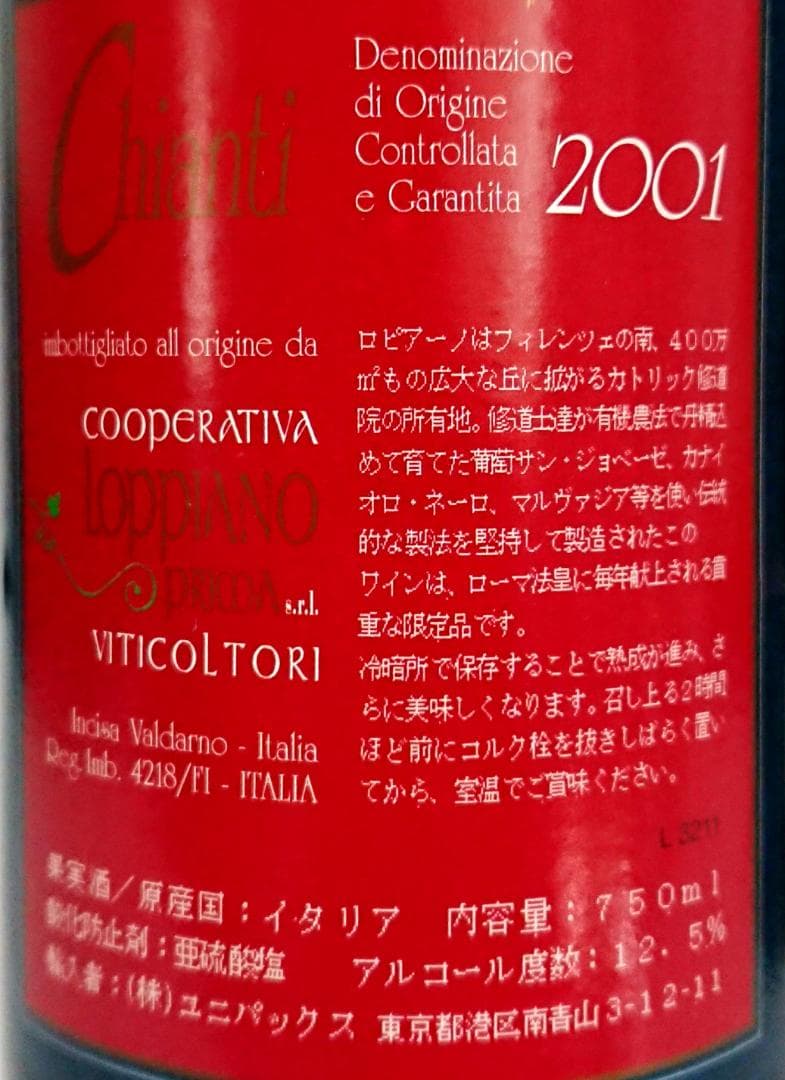 Chianti
Denominazione
di Origine
Controllata
e Garantita
2001
imbottigliato all origine da
COOPERATIVA
LOPPIANO
PRIMA s.r.l.
VITICOLTORI
Incisa Valdarno - Italia
Reg. Imb. 4218/FI - ITALIA
ロピアーノはフィレンツェの南、400万
㎡もの広大な丘に拡がるカトリック修道
院の所有地。修道士達が有機農法で丹精込
めて育てた葡萄サン・ジョベーゼ、カナイ
オロ・ネーロ、マルヴァジア等を使い伝統
的な製法を堅持して製造されたこの
ワインは、ローマ法皇に毎年献上される貴
重な限定品です。
冷暗所で保存することで熟成が進み、さ
らに美味しくなります。召し上る2時間
ほど前にコルク栓を抜きしばらく置い
てから、室温でご賞味ください。
L 3211
果実酒/原産国:イタリア 内容量:750ml
酸化防止剤:亜硫酸塩 アルコール度数:12.5%
輸入者:(株)ユニパックス 東京都港区南青山3-12-11